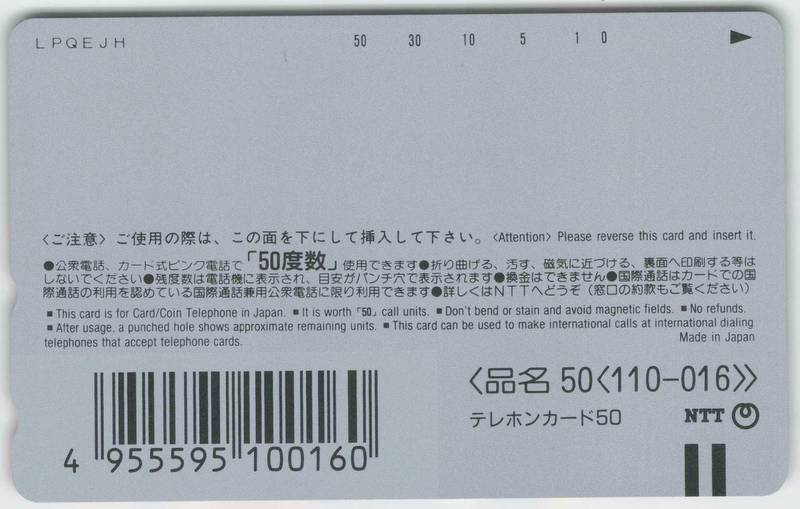 LPQEJH 50 30 10 5 1 0
〈ご注意〉ご使用の際は、この面を下にして挿入して下さい。〈Attention〉 Please reverse this card and insert it.
●公衆電話、カード式ピンク電話で「50度数」使用できます●折り曲げる、汚す、磁気に近づける、裏面へ印刷する等は
しないでください●残度数は電話機に表示され、目安がパンチ穴で表示されます●換金はできません●国際通話はカードでの国
際通話の利用を認めている国際通話兼用公衆電話に限り利用できます●詳しくはNTTへどうぞ(窓口の約款もご覧ください)
■ This card is for Card/Coin Telephone in Japan. ■ It is worth「50」call units. ■ Don't bend or stain and avoid magnetic fields. ■ No refunds.
■ After usage, a punched hole shows approximate remaining units. ■ This card can be used to make international calls at international dialing
telephones that accept telephone cards. Made in Japan
〈品名 50〈110-016〉〉
テレホンカード50 NTT
4 955595 100160